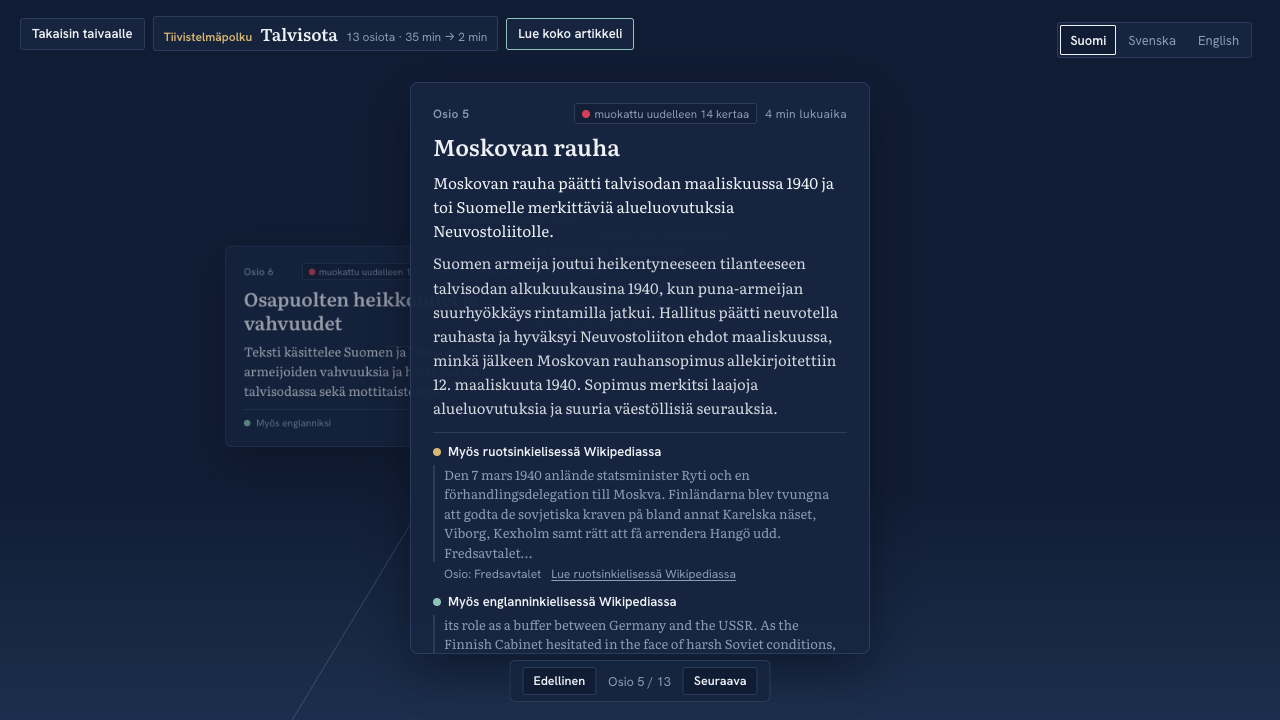 Takaisin taivaalle
Tiivistelmäpolku Talvisota 13 osiota · 35 min → 2 min
Lue koko artikkeli
Suomi Svenska English
Osio 5 muokattu uudelleen 14 kertaa 4 min lukuaika
Moskovan rauha
Moskovan rauha päätti talvisodan maaliskuussa 1940 ja
toi Suomelle merkittäviä alueluovutuksia
Neuvostoliitolle.
Suomen armeija joutui heikentyneeseen tilanteeseen
talvisodan alkukuukausina 1940, kun puna-armeijan
suurhyökkäys rintamilla jatkui. Hallitus päätti neuvotella
rauhasta ja hyväksyi Neuvostoliiton ehdot maaliskuussa,
minkä jälkeen Moskovan rauhansopimus allekirjoitettiin
12. maaliskuuta 1940. Sopimus merkitsi laajoja
alueluovutuksia ja suuria väestöllisiä seurauksia.
Myös ruotsinkielisessä Wikipediassa
Den 7 mars 1940 anlände statsminister Ryti och en
förhandlingsdelegation till Moskva. Finländarna blev tvungna
att godta de sovjetiska kraven på bland annat Karelska näset,
Viborg, Kexholm samt rätt att få arrendera Hangö udd.
Fredsavtalet…
Osio: Fredsavtalet Lue ruotsinkielisessä Wikipediassa
Myös englanninkielisessä Wikipediassa
its role as a buffer between Germany and the USSR. As the
Finnish Cabinet hesitated in the face of harsh Soviet conditions,
Osio 6 muokattu uudelleen
Osapuolten
vahvuudet
Teksti käsittelee Suomen ja
armeijoiden vahvuuksia ja
talvisodassa sekä
Myös englanniksi
Edellinen Osio 5 / 13 Seuraava